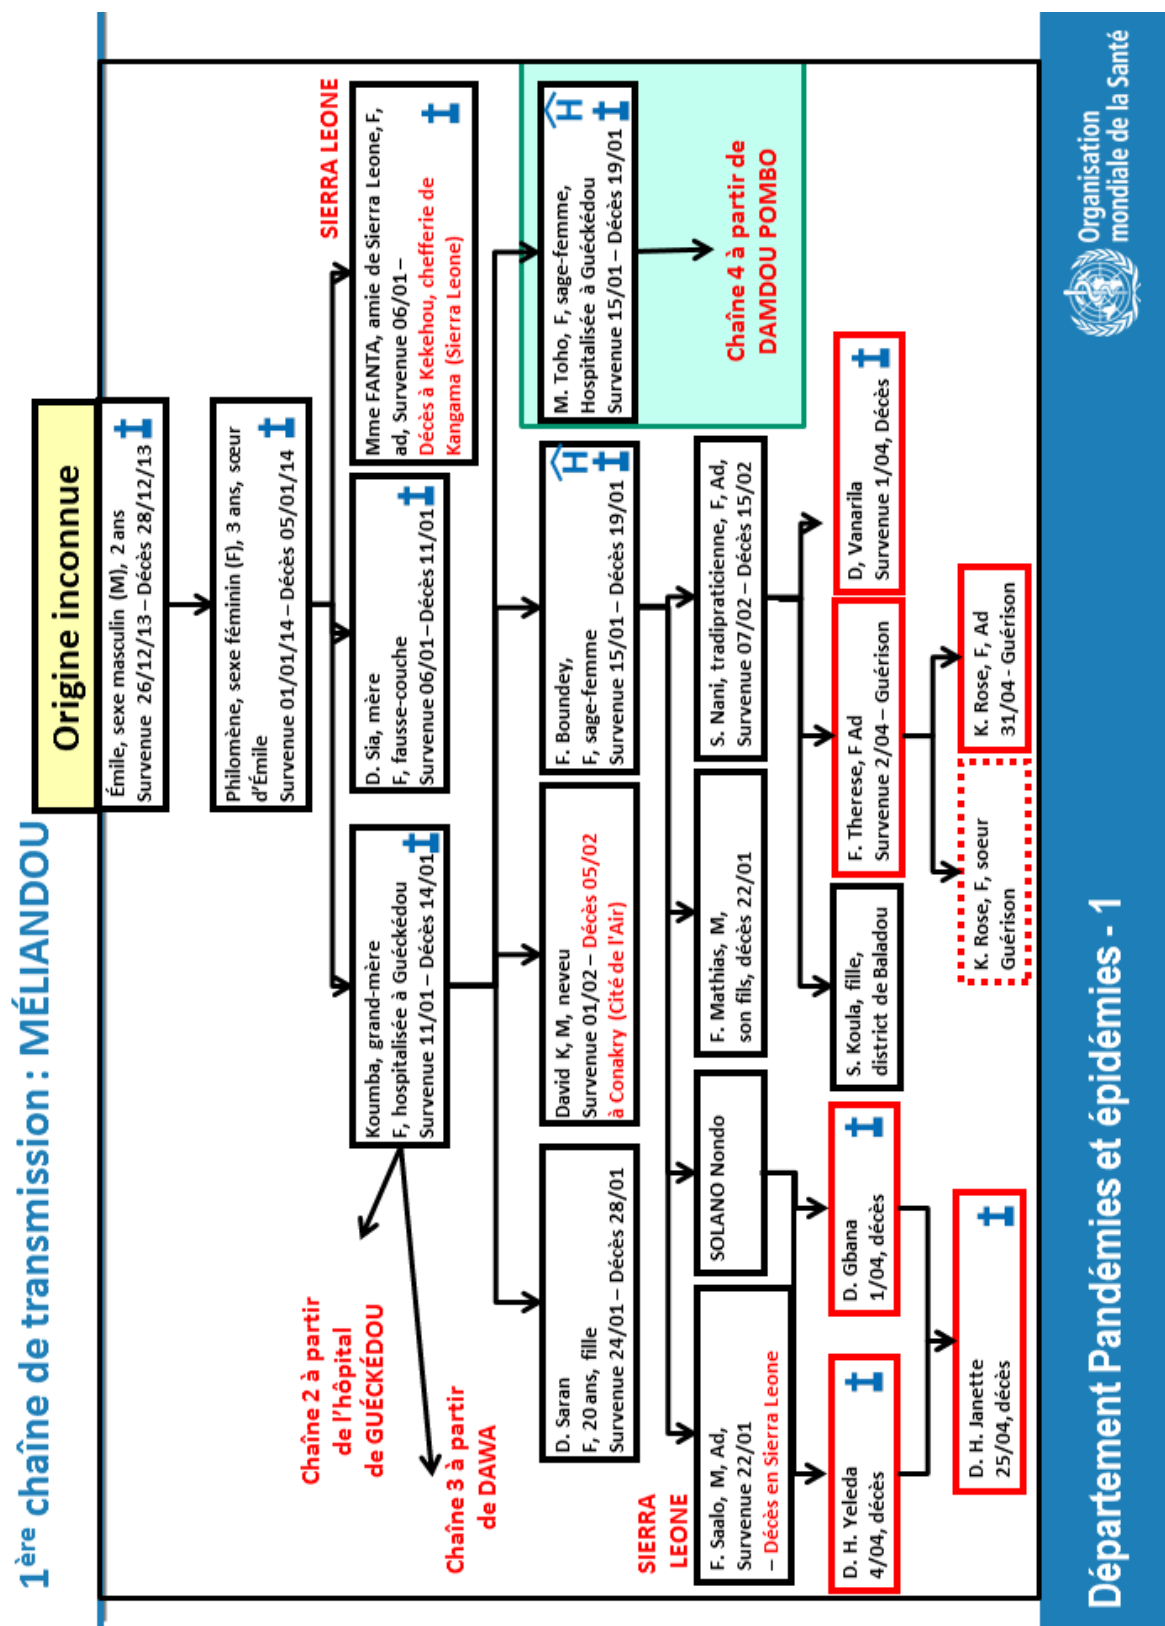 1ère chaîne de transmission : MÉLIANDOU
Origine inconnue
Émile, sexe masculin (M), 2 ans
Survenue 26/12/13 – Décès 28/12/13
Philomène, sexe féminin (F), 3 ans, sœur
d'Émile
Survenue 01/01/14 – Décès 05/01/14
SIERRA LEONE
Koumba, grand-mère
F, hospitalisée à Guéckédou
Survenue 11/01 – Décès 14/01
D. Sia, mère
F, fausse-couche
Survenue 06/01 – Décès 11/01
Mme FANTA, amie de Sierra Leone, F,
ad, Survenue 06/01 –
Décès à Kekehou, chefferie de
Kangama (Sierra Leone)
Chaîne 2 à partir
de l'hôpital
de GUÉCKÉDOU
Chaîne 3 à partir
de DAWA
D. Saran
F, 20 ans, fille
Survenue 24/01 – Décès 28/01
David K, M, neveu
Survenue 01/02 – Décès 05/02
à Conakry (Cité de l'Air)
F. Boundey,
F, sage-femme
Survenue 15/01 – Décès 19/01
H
M. Toho, F, sage-femme,
Hospitalisée à Guéckédou
Survenue 15/01 – Décès 19/01
H
Chaîne 4 à partir de
DAMDOU POMBO
SIERRA
LEONE
F. Saalo, M, Ad,
Survenue 22/01
– Décès en Sierra Leone
SOLANO Nondo
F. Mathias, M,
son fils, décès 22/01
S. Nani, tradipraticienne, F, Ad,
Survenue 07/02 – Décès 15/02
D. H. Yeleda
4/04, décès
D. Gbana
1/04, décès
S. Koula, fille,
district de Baladou
F. Therese, F Ad
Survenue 2/04 – Guérison
D, Vanarila
Survenue 1/04, Décès
D. H. Janette
25/04, décès
K. Rose, F, soeur
Guérison
K. Rose, F, Ad
31/04 - Guérison
Département Pandémies et épidémies - 1
Organisation
mondiale de la Santé